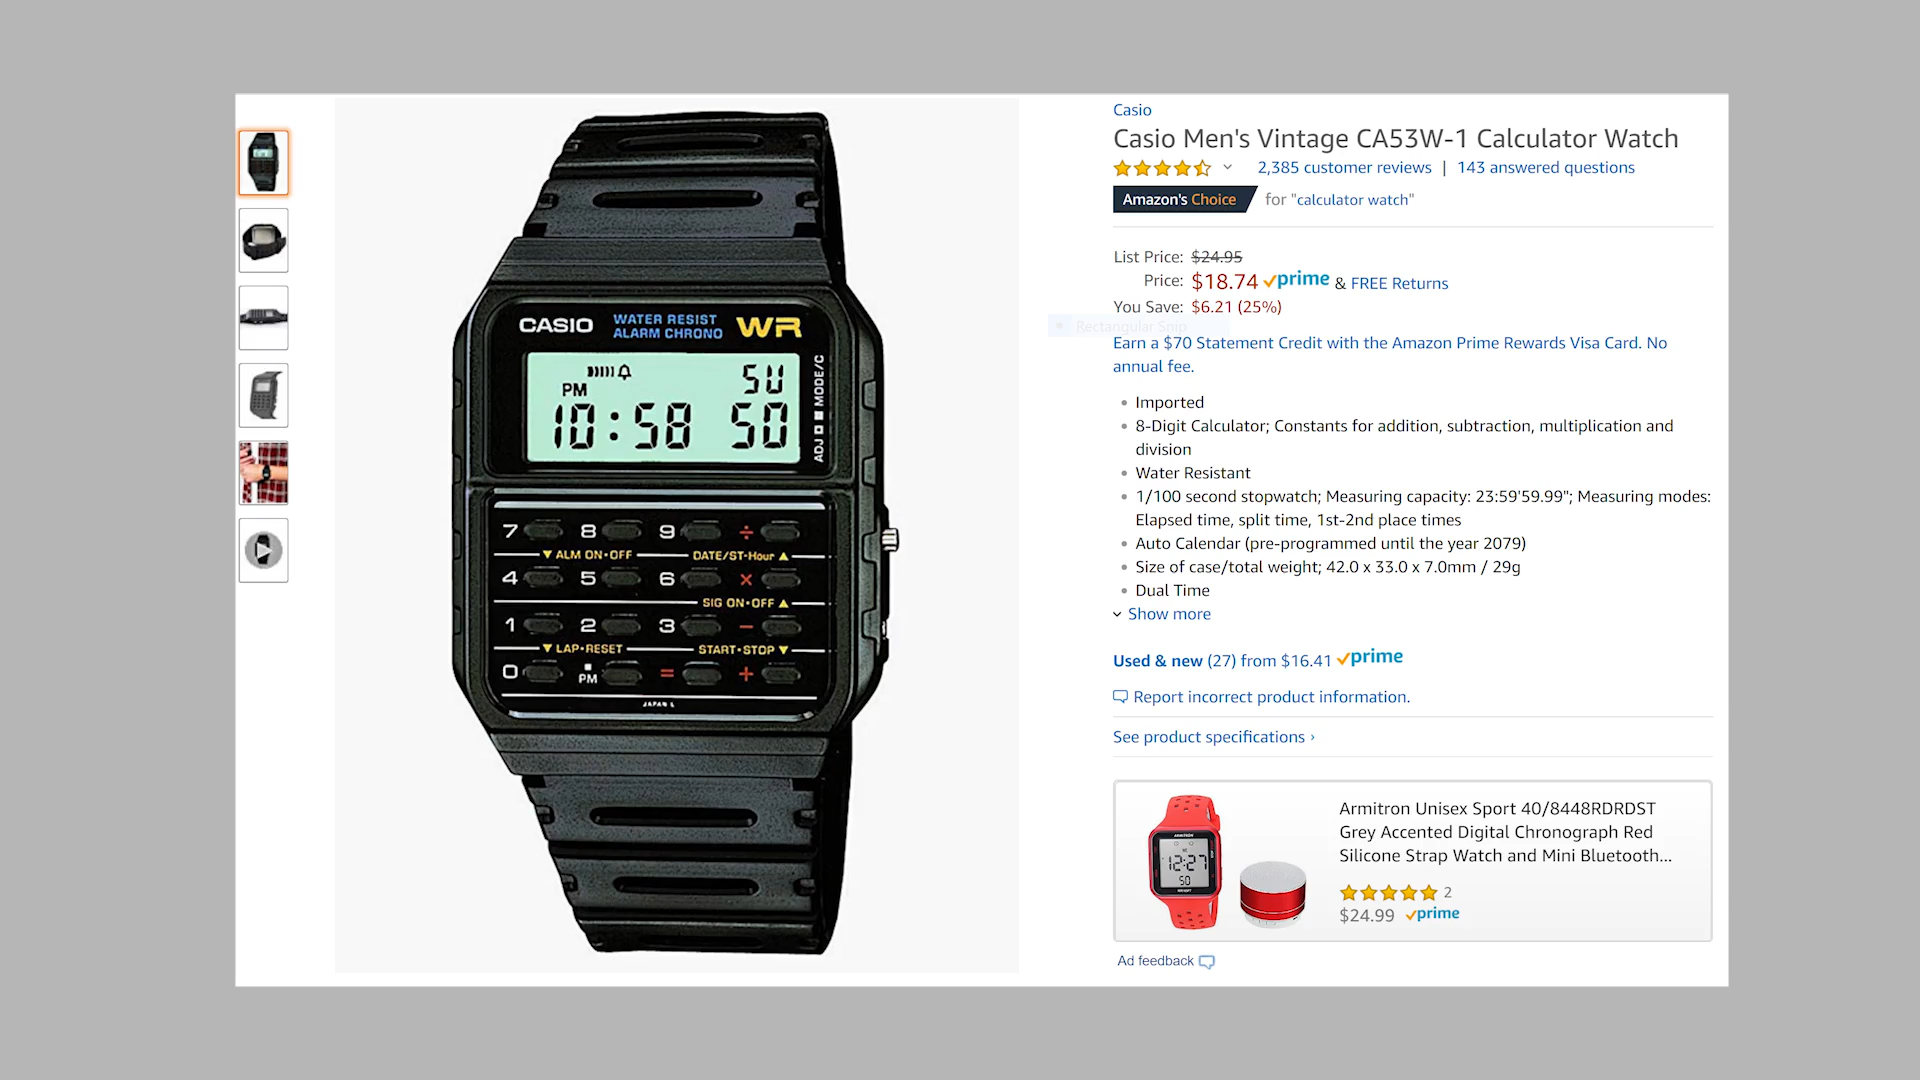 Casio
Casio Men's Vintage CA53W-1 Calculator Watch
2,385 customer reviews | 143 answered questions
Amazon's Choice for "calculator watch"
List Price: $24.95
Price: $18.74 prime & FREE Returns
You Save: $6.21 (25%)
Rectangular Snip
Earn a $70 Statement Credit with the Amazon Prime Rewards Visa Card. No
annual fee.
Imported
8-Digit Calculator; Constants for addition, subtraction, multiplication and
division
Water Resistant
1/100 second stopwatch; Measuring capacity: 23:59'59.99"; Measuring modes:
Elapsed time, split time, 1st-2nd place times
Auto Calendar (pre-programmed until the year 2079)
Size of case/total weight; 42.0 x 33.0 x 7.0mm / 29g
Dual Time
Show more
Used & new (27) from $16.41 prime
Report incorrect product information.
See product specifications ›
Armitron Unisex Sport 40/8448RDRDST
Grey Accented Digital Chronograph Red
Silicone Strap Watch and Mini Bluetooth...
2
$24.99 prime
Ad feedback
CASIO WATER RESIST WR
ALARM CHRONO
PM SU
10:58 50
ADJ MODE/C
7 8 9 ÷
▼ ALM ON•OFF DATE/ST-Hour ▲
4 5 6 ×
SIG ON•OFF ▲
1 2 3 −
▼ LAP•RESET START•STOP ▼
0 PM = +
JAPAN L
ARMITRON
12:27
50